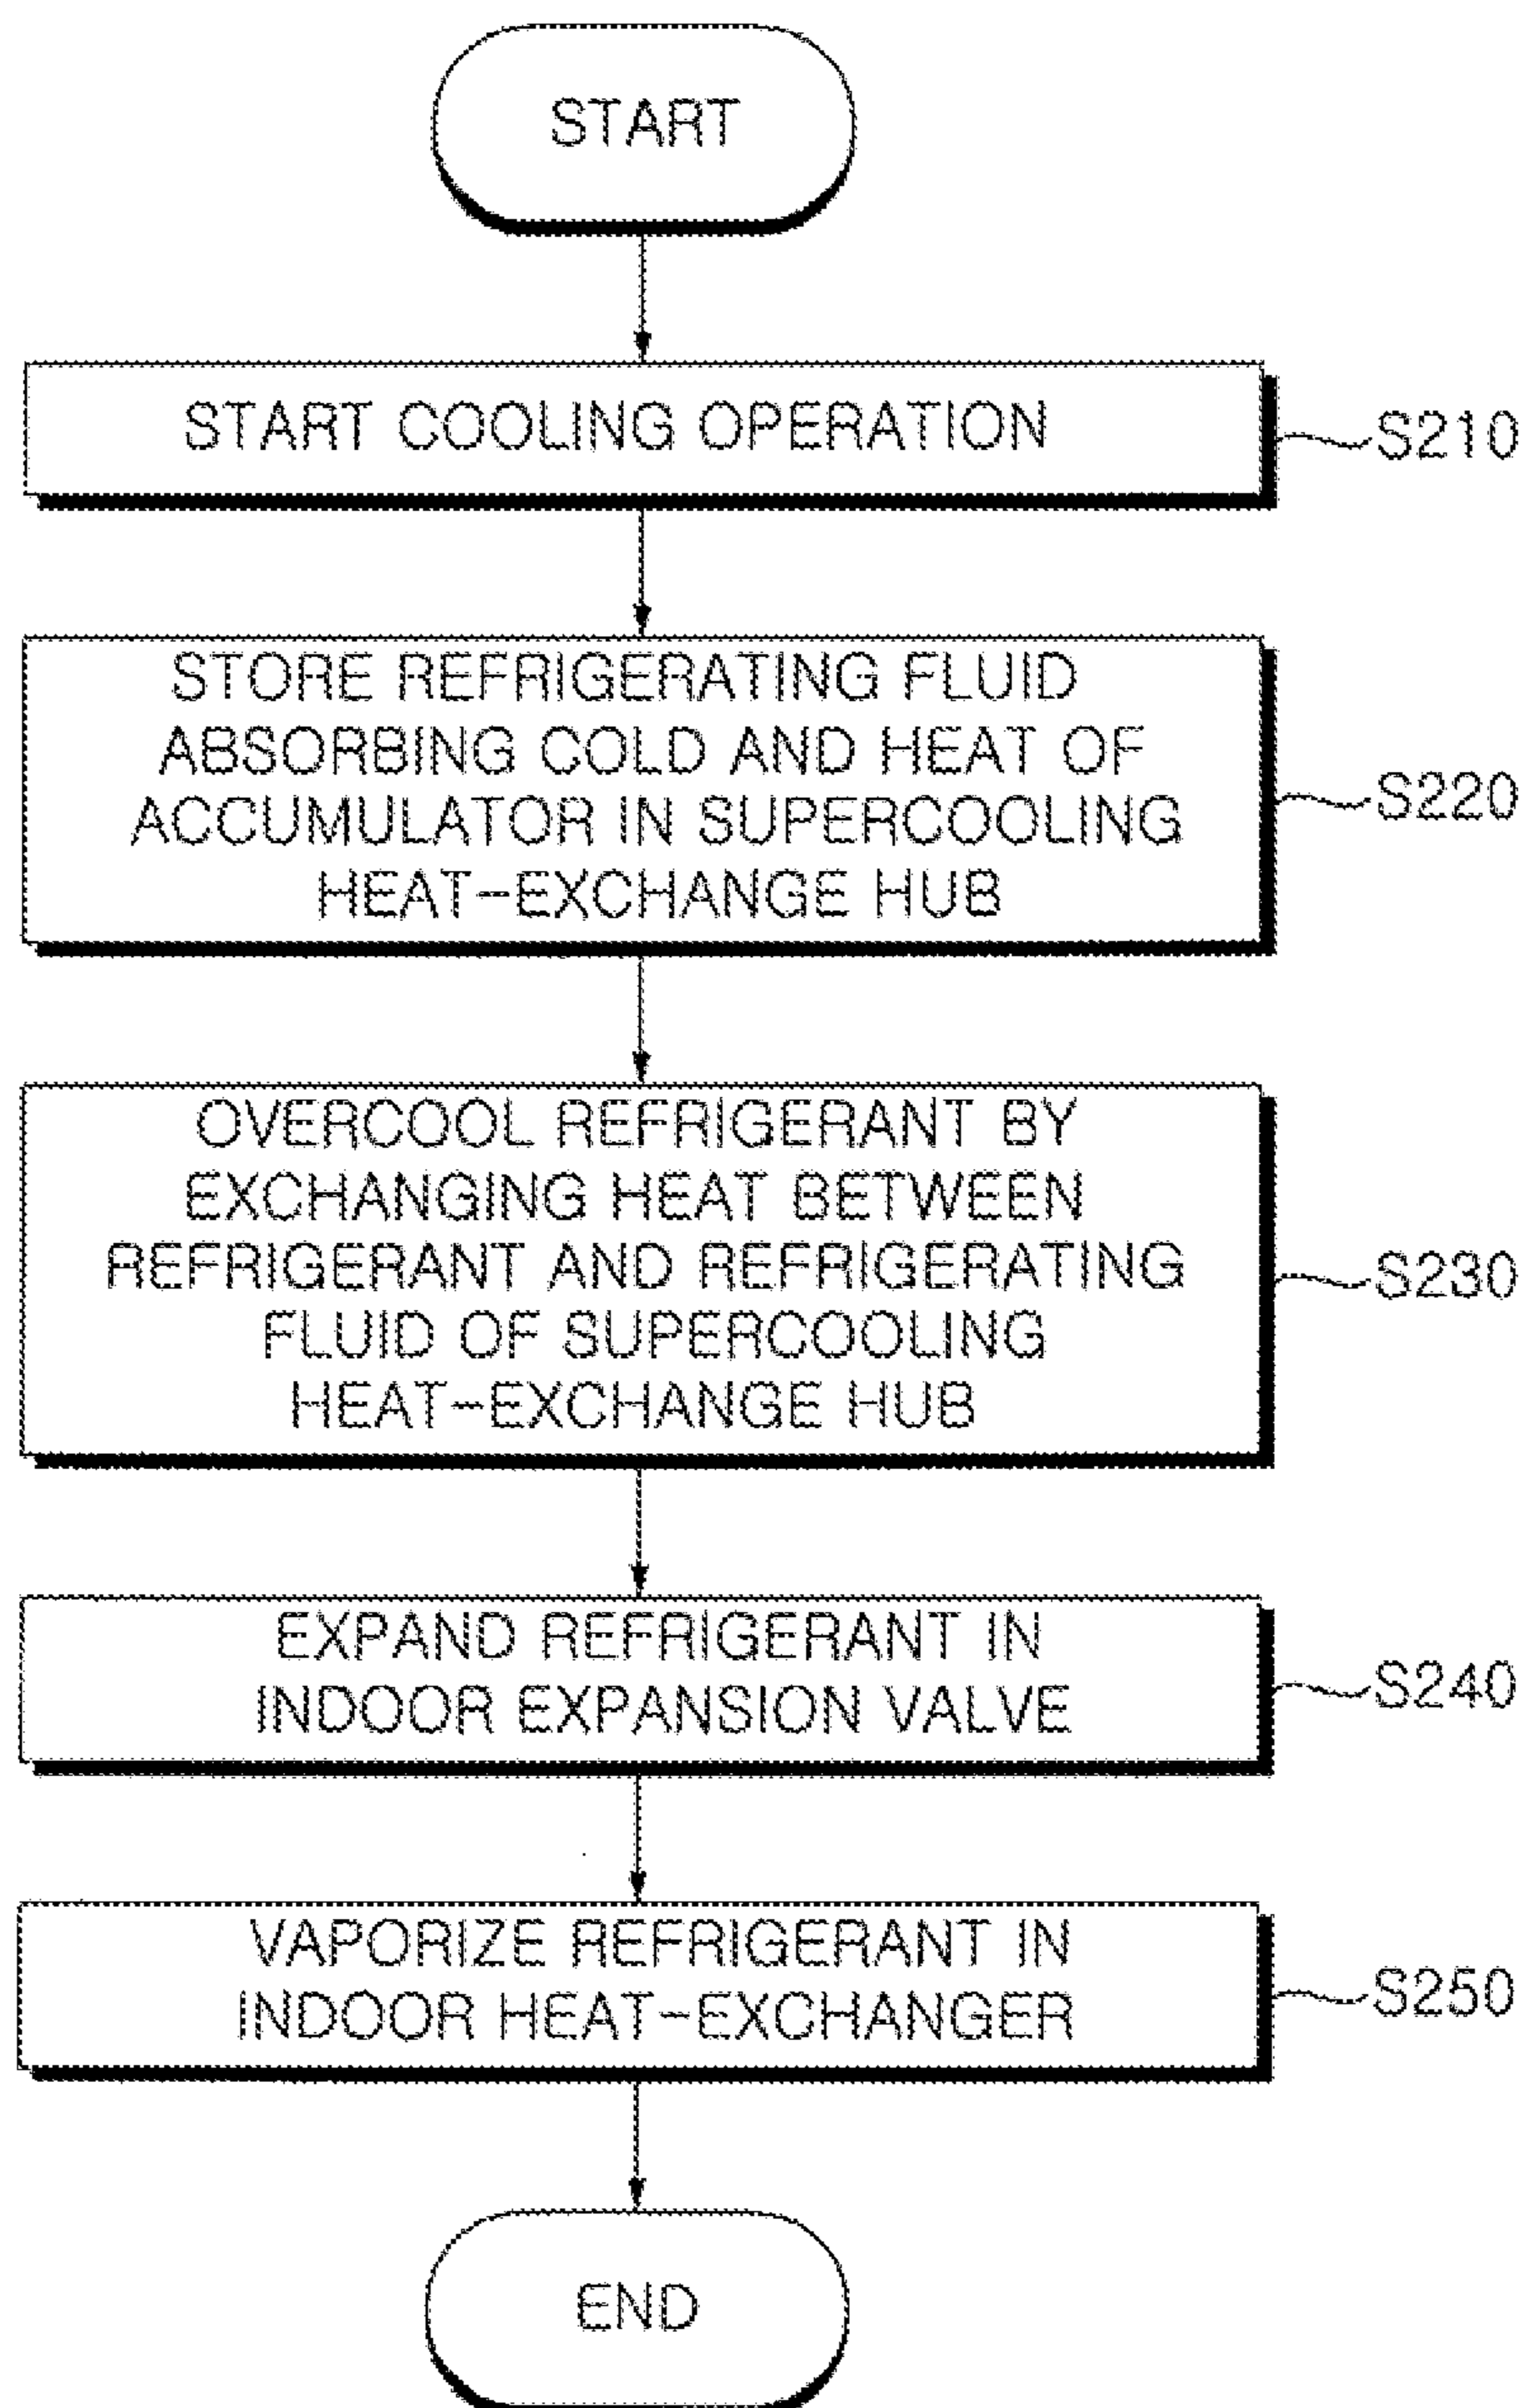 START
START COOLING OPERATION
S210
STORE REFRIGERATING FLUID
ABSORBING COLD AND HEAT OF
ACCUMULATOR IN SUPERCOOLING
HEAT-EXCHANGE HUB
S220
OVERCOOL REFRIGERANT BY
EXCHANGING HEAT BETWEEN
REFRIGERANT AND REFRIGERATING
FLUID OF SUPERCOOLING
HEAT-EXCHANGE HUB
S230
EXPAND REFRIGERANT IN
INDOOR EXPANSION VALVE
S240
VAPORIZE REFRIGERANT IN
INDOOR HEAT-EXCHANGER
S250
END